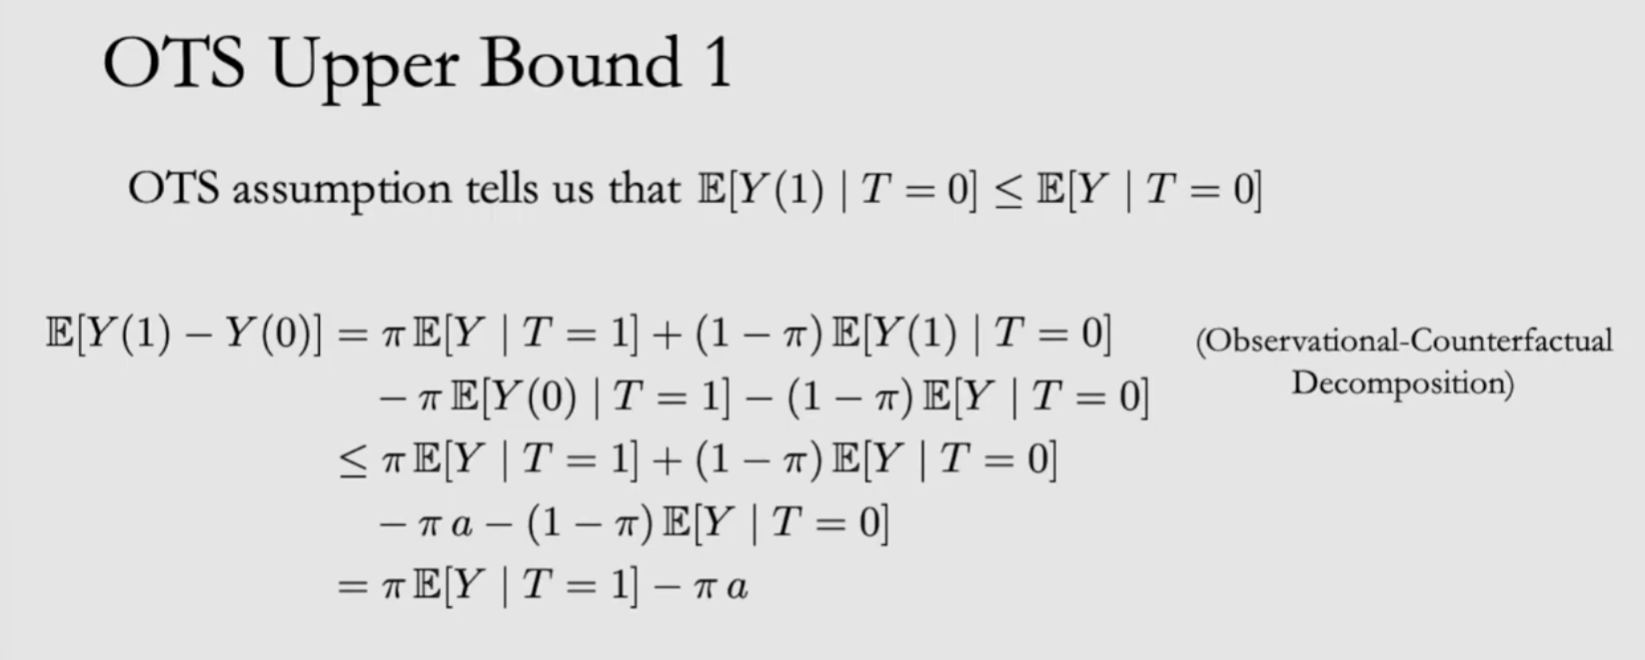 OTS Upper Bound 1
OTS assumption tells us that 𝔼[Y(1) | T = 0] ≤ 𝔼[Y | T = 0]
𝔼[Y(1) − Y(0)] = π 𝔼[Y | T = 1] + (1 − π) 𝔼[Y(1) | T = 0]
(Observational-Counterfactual
Decomposition)
− π 𝔼[Y(0) | T = 1] − (1 − π) 𝔼[Y | T = 0]
≤ π 𝔼[Y | T = 1] + (1 − π) 𝔼[Y | T = 0]
− π a − (1 − π) 𝔼[Y | T = 0]
= π 𝔼[Y | T = 1] − π a